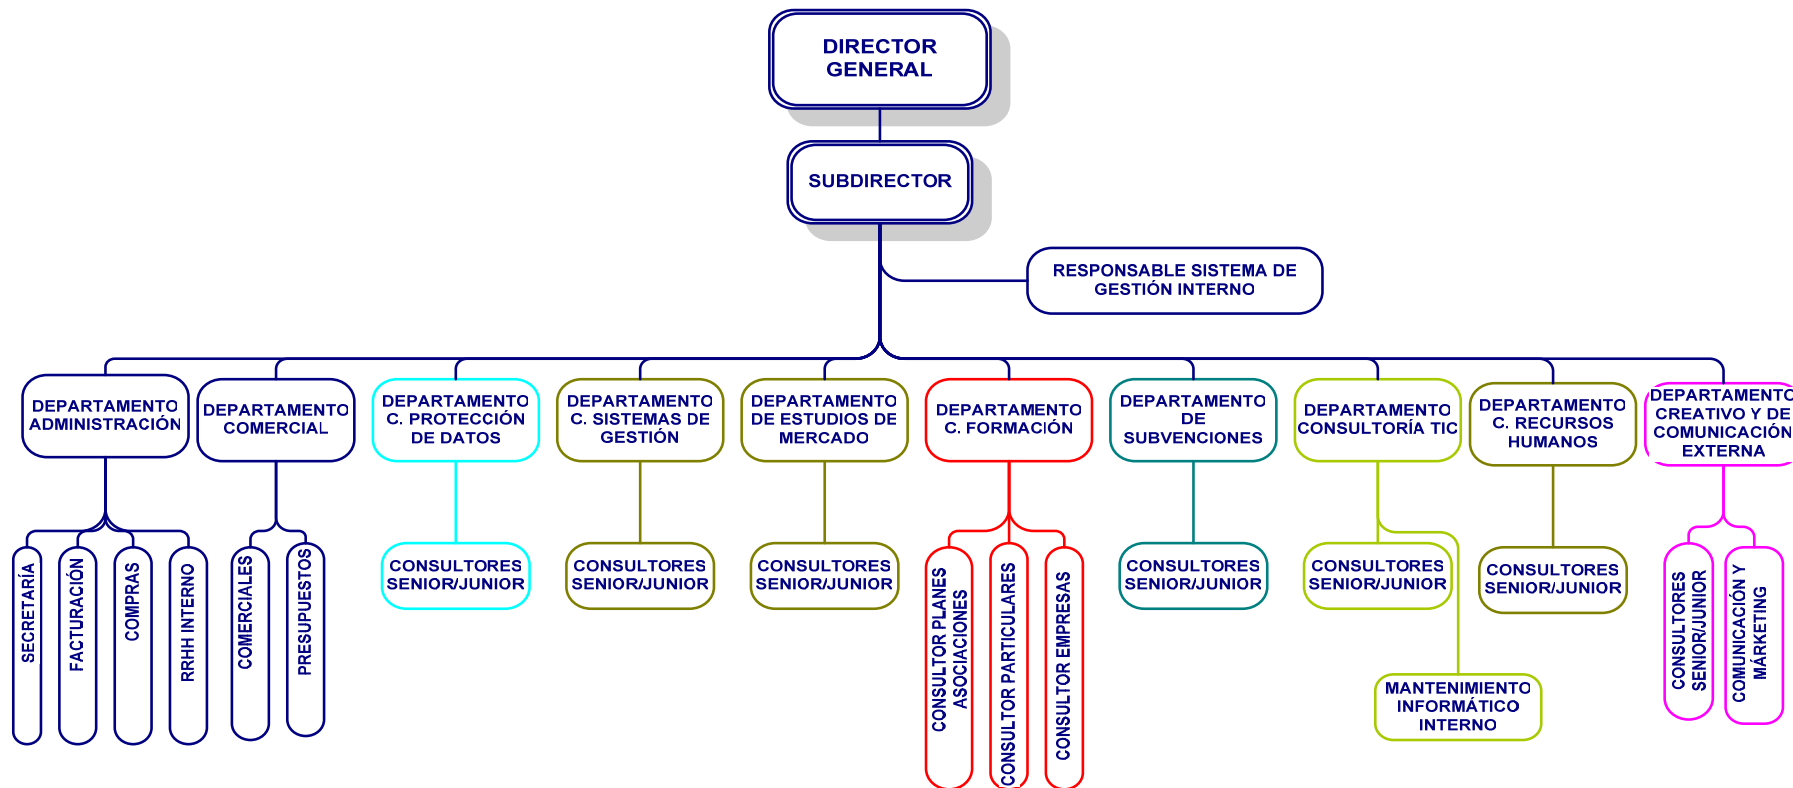 DIRECTOR
GENERAL
SUBDIRECTOR
RESPONSABLE SISTEMA DE
GESTIÓN INTERNO
DEPARTAMENTO
ADMINISTRACIÓN
DEPARTAMENTO
COMERCIAL
DEPARTAMENTO
C. PROTECCIÓN
DE DATOS
DEPARTAMENTO
C. SISTEMAS DE
GESTIÓN
DEPARTAMENTO
DE ESTUDIOS DE
MERCADO
DEPARTAMENTO
C. FORMACIÓN
DEPARTAMENTO
DE
SUBVENCIONES
DEPARTAMENTO
CONSULTORÍA TIC
DEPARTAMENTO
C. RECURSOS
HUMANOS
DEPARTAMENTO
CREATIVO Y DE
COMUNICACIÓN
EXTERNA
SECRETARÍA
FACTURACIÓN
COMPRAS
RRHH INTERNO
COMERCIALES
PRESUPUESTOS
CONSULTORES
SENIOR/JUNIOR
CONSULTORES
SENIOR/JUNIOR
CONSULTORES
SENIOR/JUNIOR
CONSULTOR PLANES
ASOCIACIONES
CONSULTOR PARTICULARES
CONSULTOR EMPRESAS
CONSULTORES
SENIOR/JUNIOR
CONSULTORES
SENIOR/JUNIOR
MANTENIMIENTO
INFORMÁTICO
INTERNO
CONSULTORES
SENIOR/JUNIOR
CONSULTORES
SENIOR/JUNIOR
COMUNICACIÓN Y
MÁRKETING